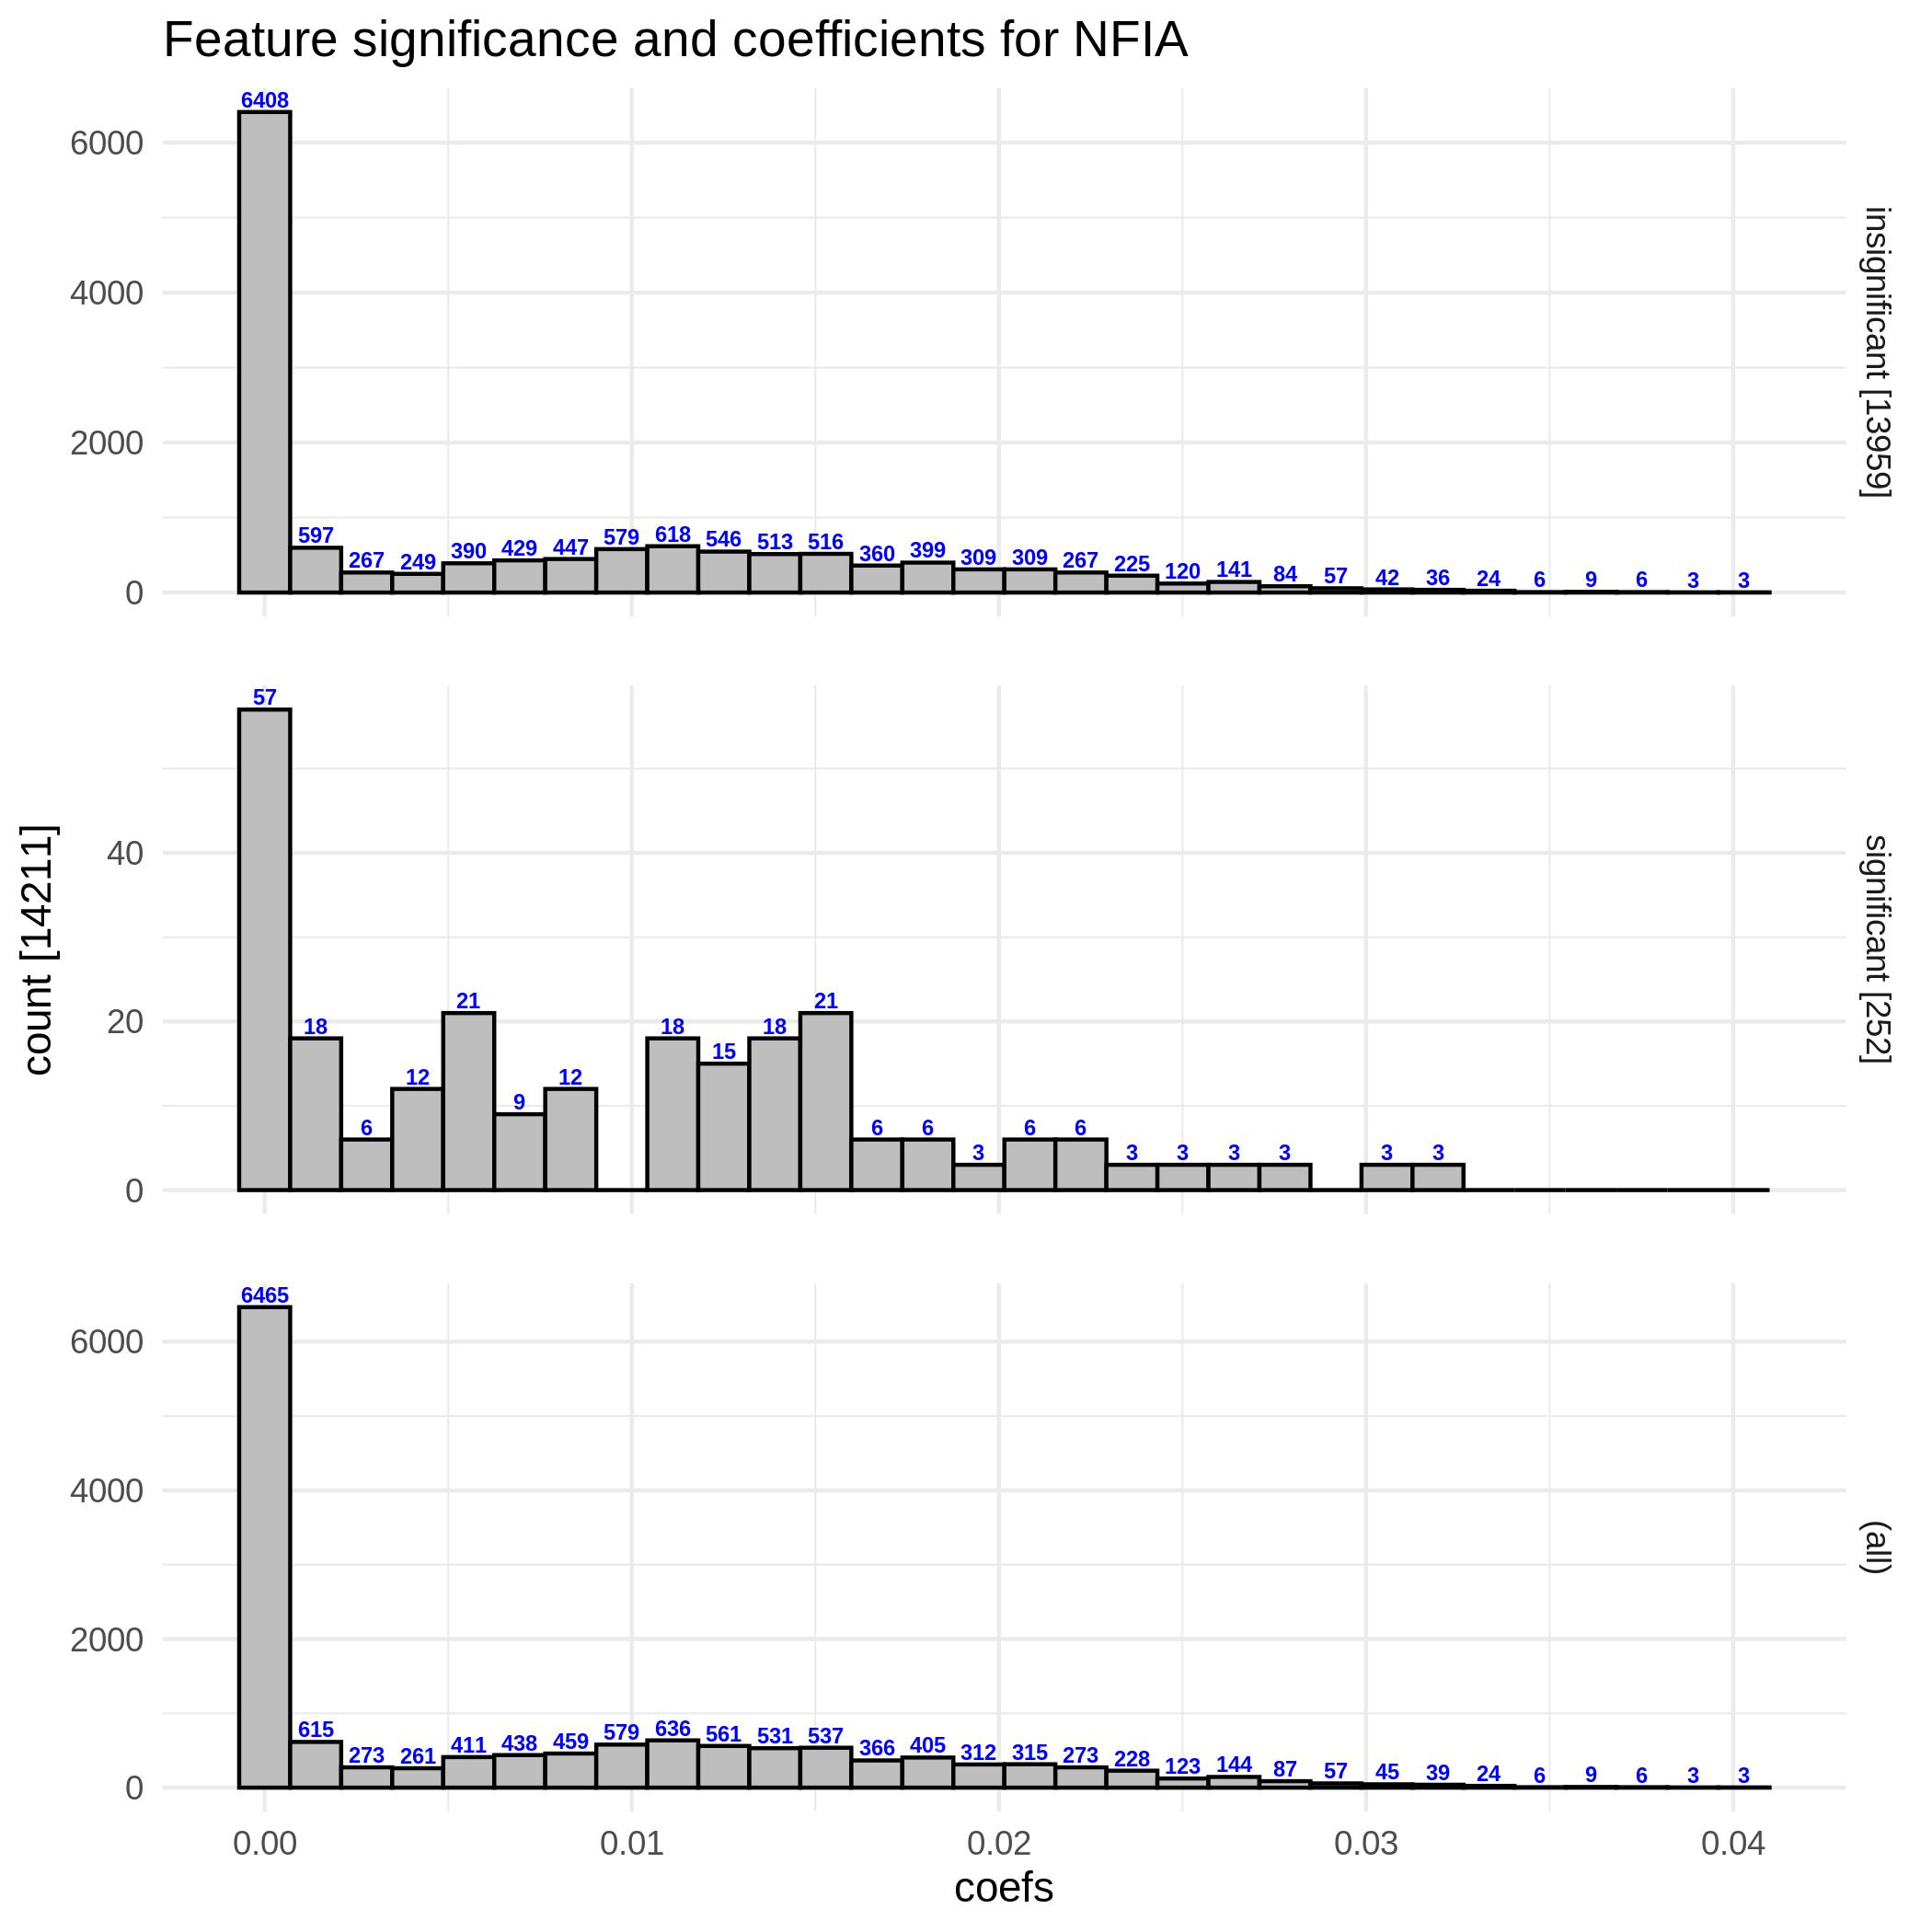 Feature significance and coefficients for NFIA
6408
6000
4000
2000
597 267 249 390 429 447 579 618 546 513 516 360 399 309 309 267 225 120 141 84 57 42 36 24 6 9 6 3 3
0
insignificant [13959]
57
40
20
18 6 12 21 9 12 18 15 18 21 6 6 3 6 6 3 3 3 3 3 3
0
significant [252]
count [14211]
6465
6000
4000
2000
615 273 261 411 438 459 579 636 561 531 537 366 405 312 315 273 228 123 144 87 57 45 39 24 6 9 6 3 3
0
(all)
0.00 0.01 0.02 0.03 0.04
coefs